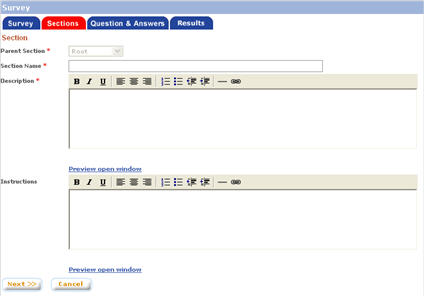 Survey
Survey Sections Question & Answers Results
Section
Parent Section * Root
Section Name *
Description * B I U
Preview open window
Instructions B I U
Preview open window
Next >> Cancel